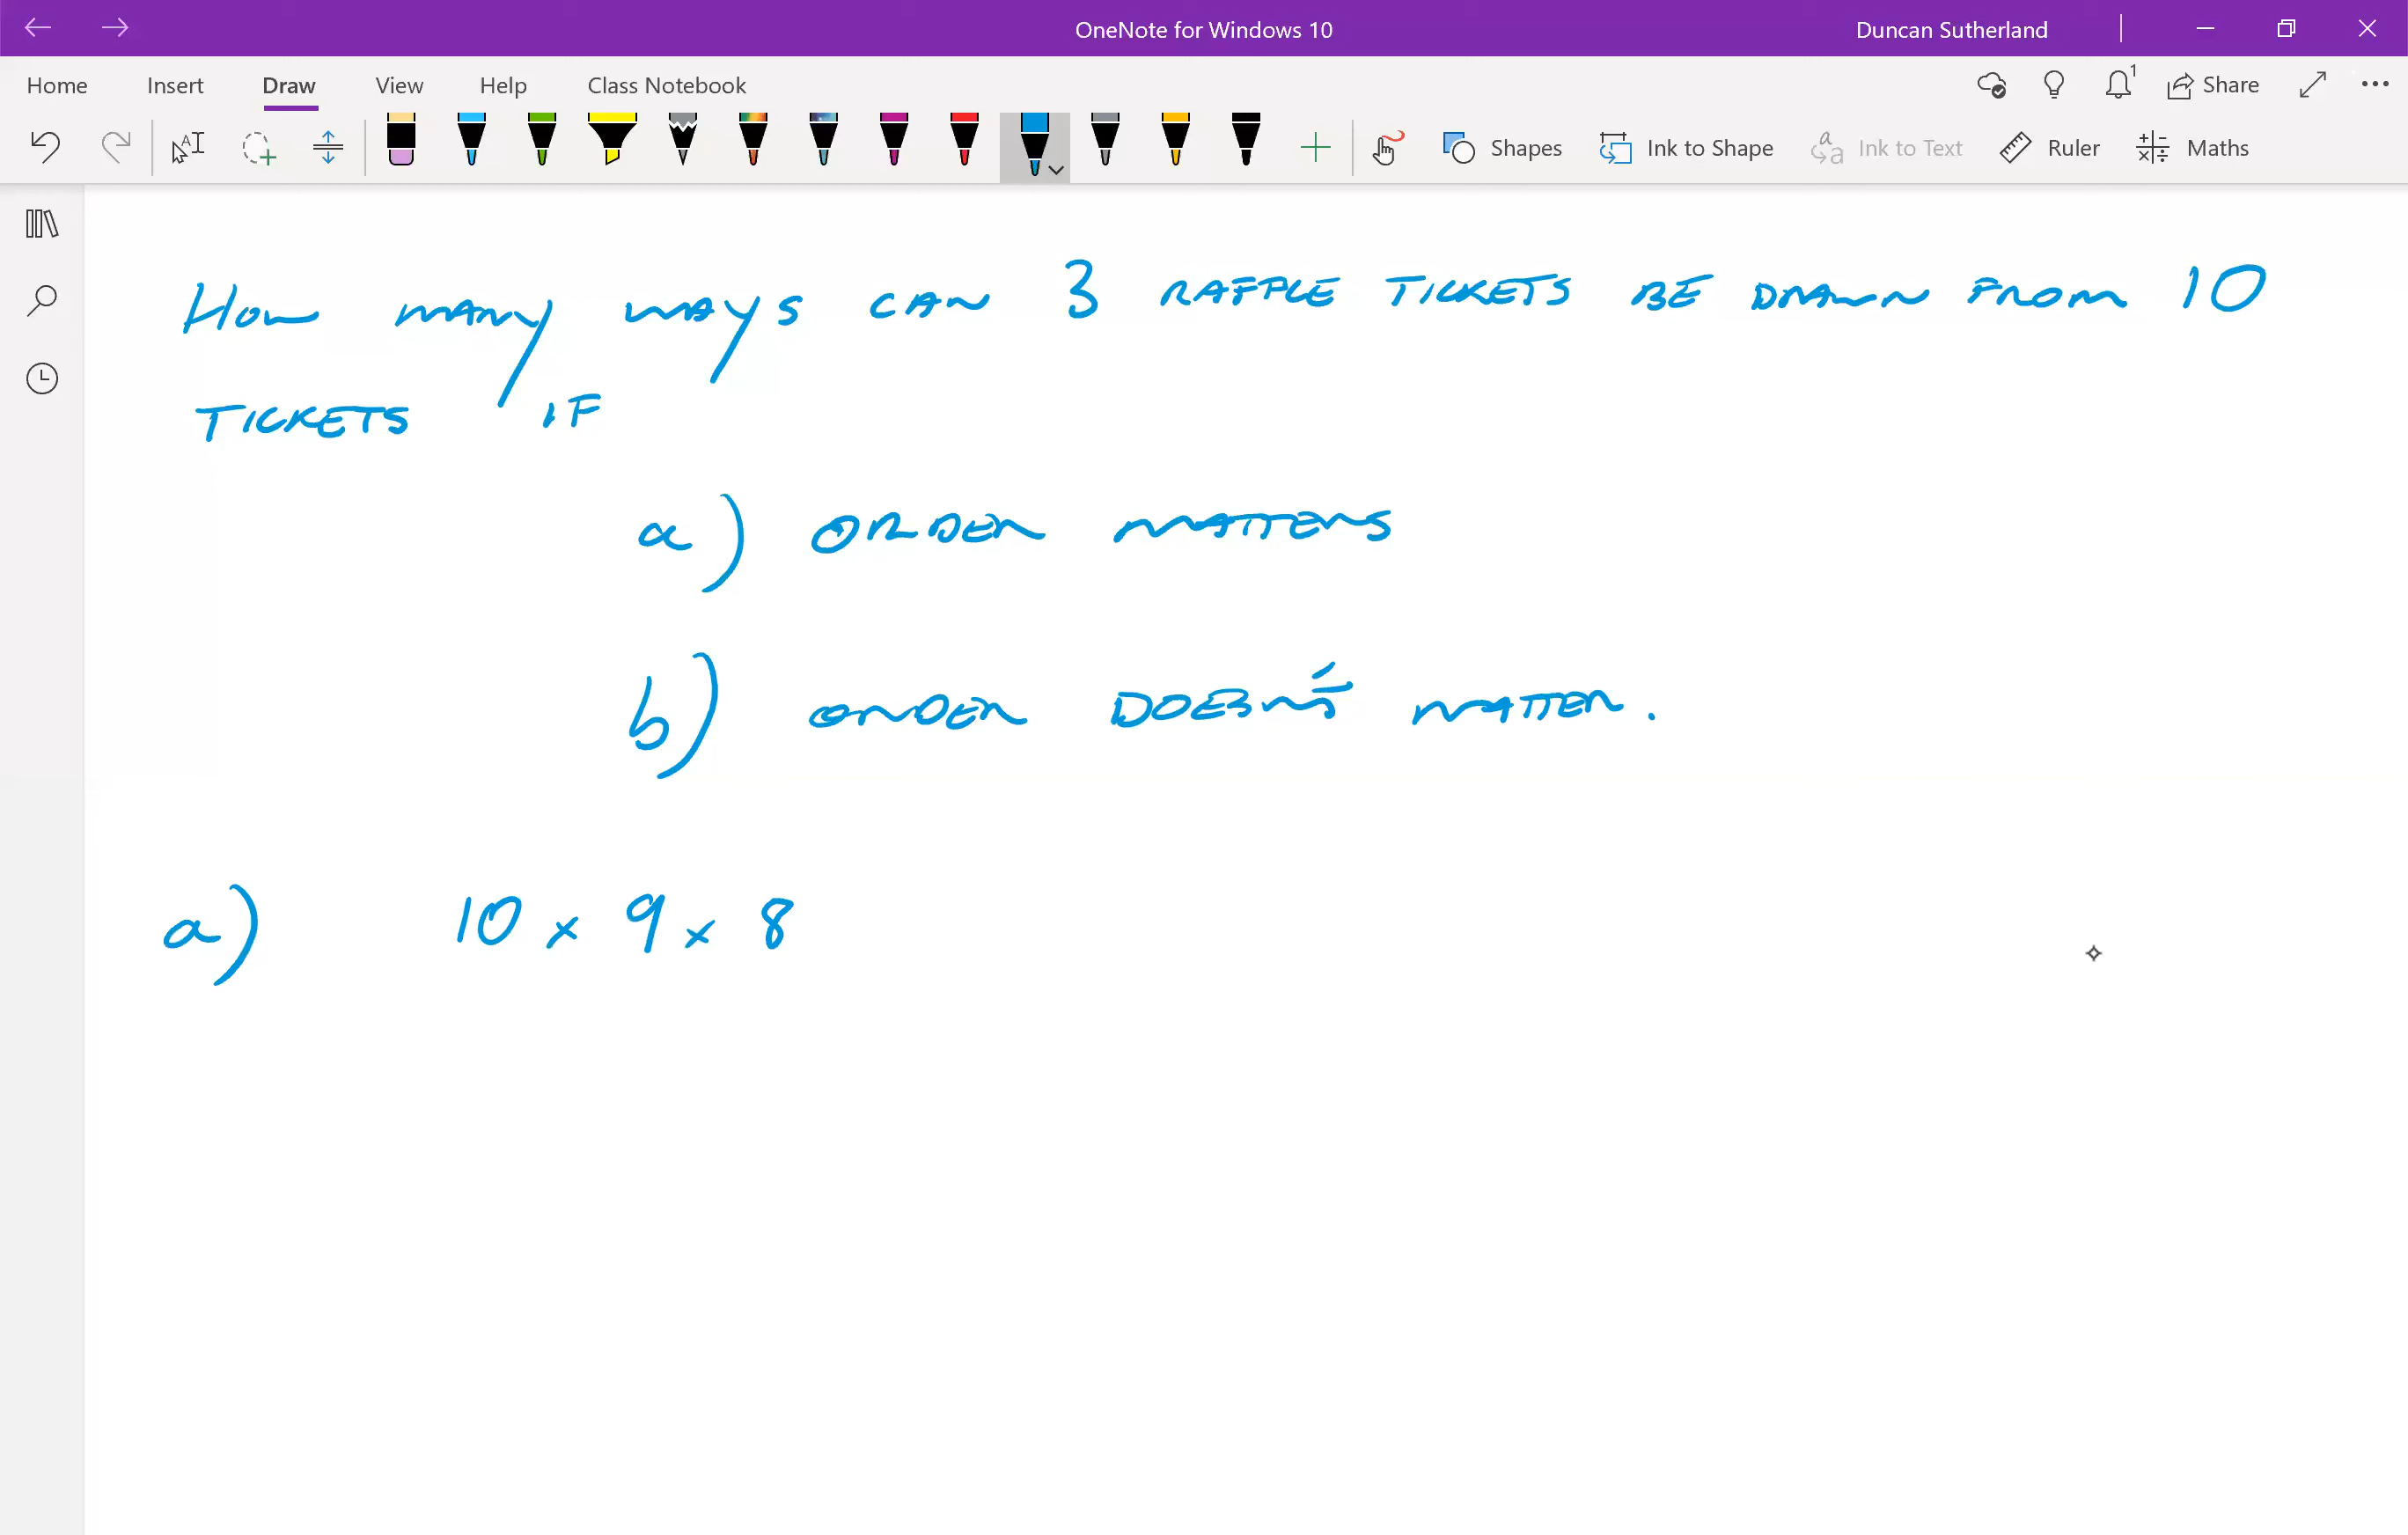 OneNote for Windows 10 Duncan Sutherland
Home Insert Draw View Help Class Notebook 1 Share
Shapes Ink to Shape Ink to Text Ruler Maths
HOW MANY WAYS CAN 3 RAFFLE TICKETS BE DRAWN FROM 10
TICKETS IF
a) ORDER MATTERS
b) ORDER DOESN'T MATTER.
a) 10 × 9 × 8